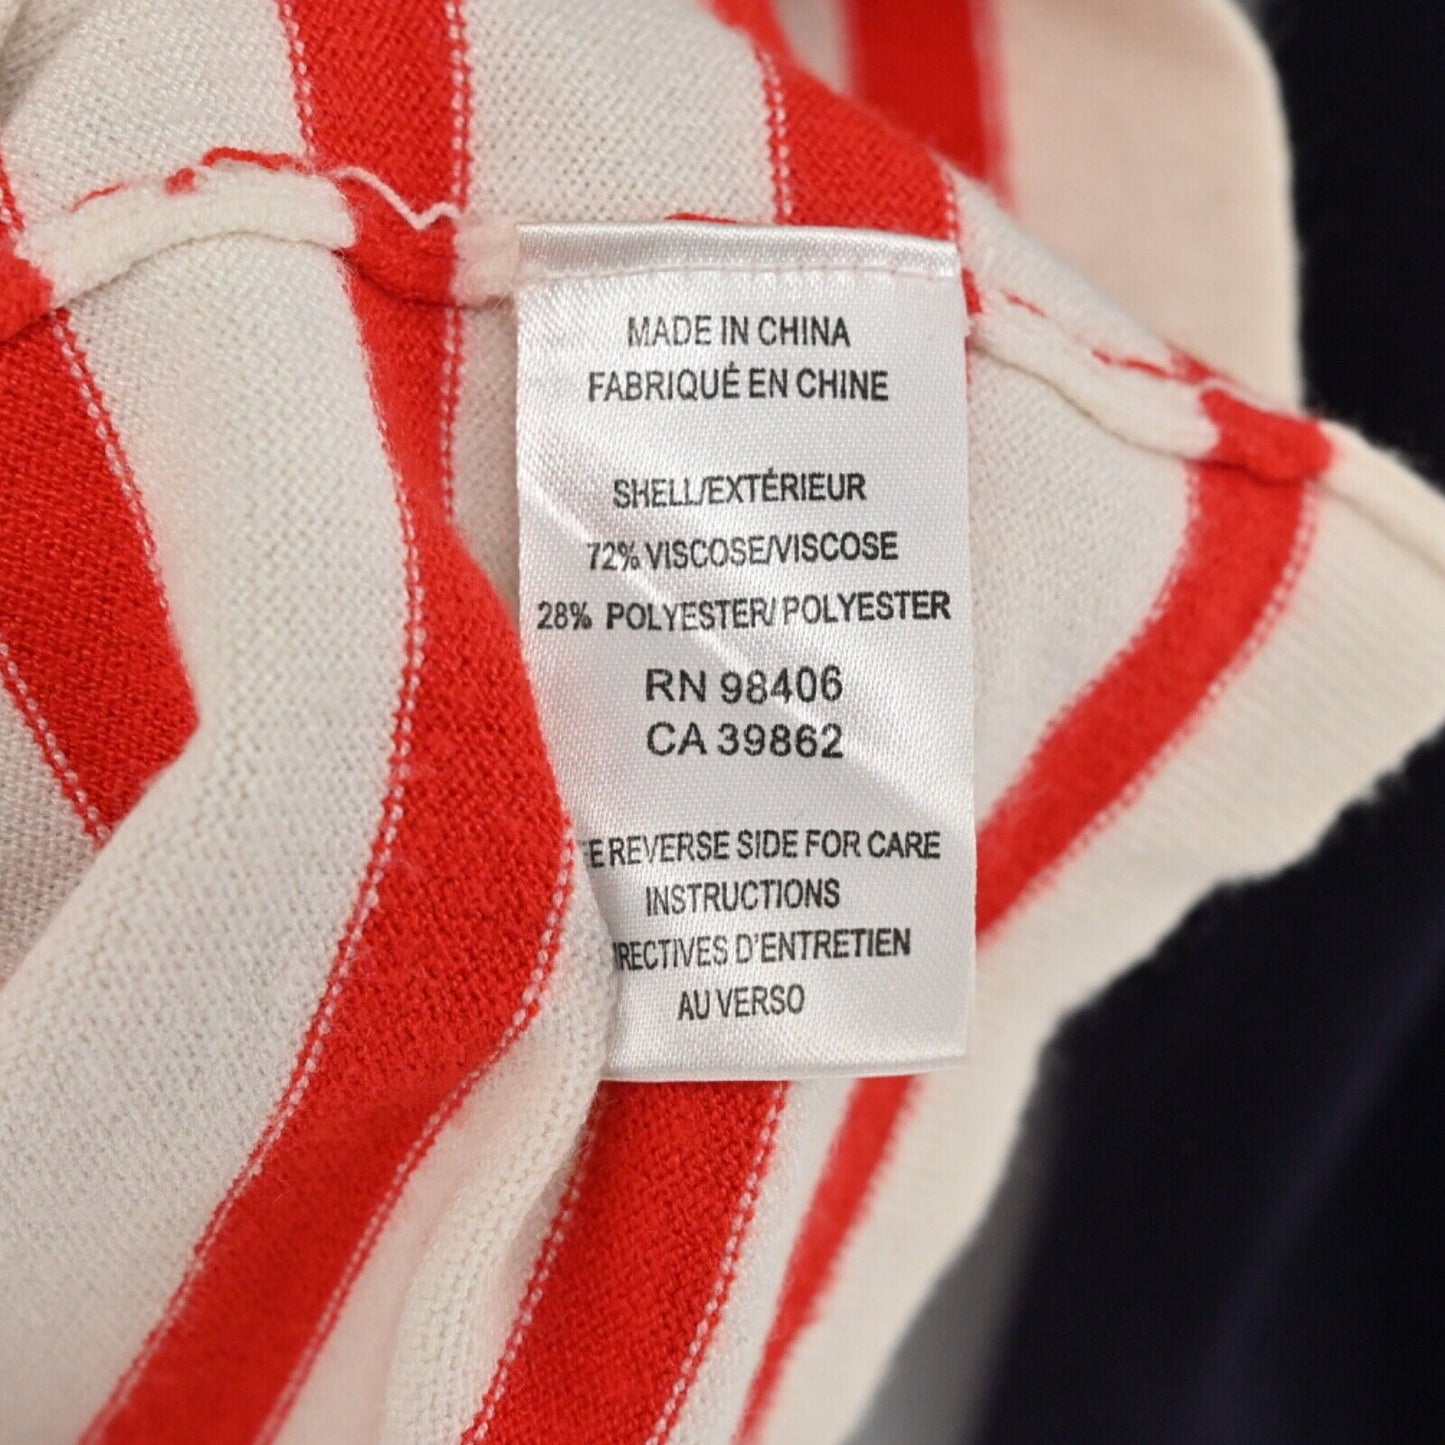 MADE IN CHINA
FABRIQUÉ EN CHINE
SHELL/EXTÉRIEUR
72% VISCOSE/VISCOSE
28% POLYESTER/ POLYESTER
RN 98406
CA 39862
REVERSE SIDE FOR CARE
INSTRUCTIONS
D'ENTRETIEN
AU VERSO